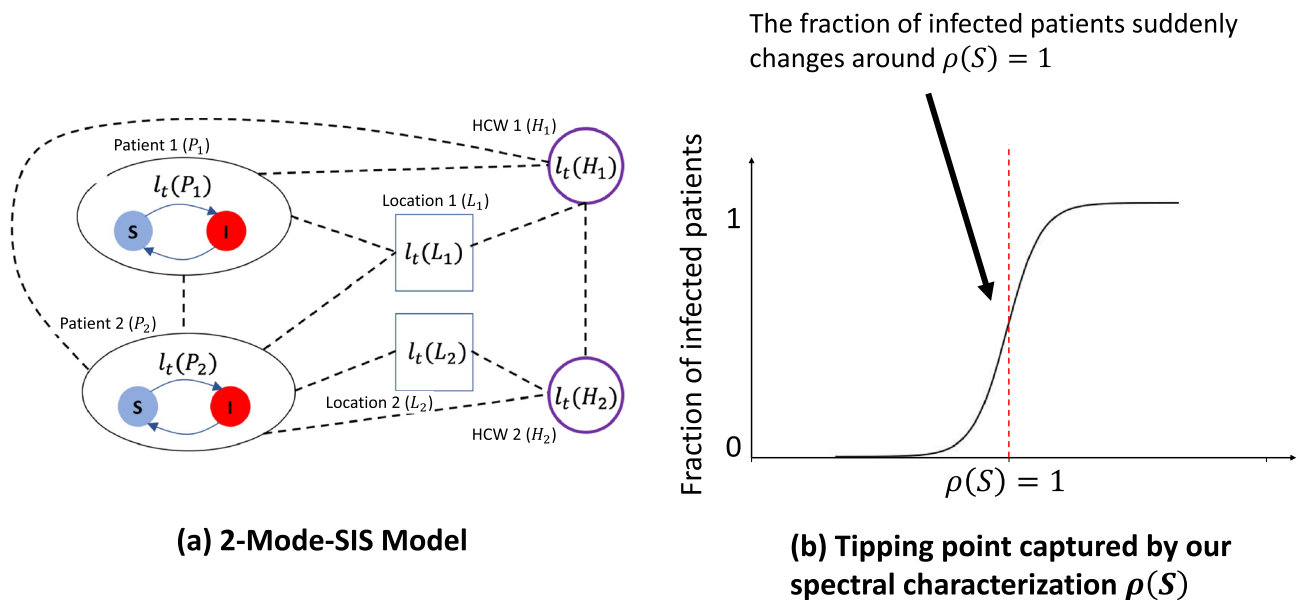 The fraction of infected patients suddenly
changes around ρ(S) = 1
HCW 1 (H₁)
Patient 1 (P₁)
lₜ(P₁)
S
I
lₜ(H₁)
Location 1 (L₁)
lₜ(L₁)
Patient 2 (P₂)
lₜ(P₂)
S
I
lₜ(L₂)
Location 2 (L₂)
lₜ(H₂)
HCW 2 (H₂)
(a) 2-Mode-SIS Model
Fraction of infected patients
1
0
ρ(S) = 1
(b) Tipping point captured by our
spectral characterization ρ(S)